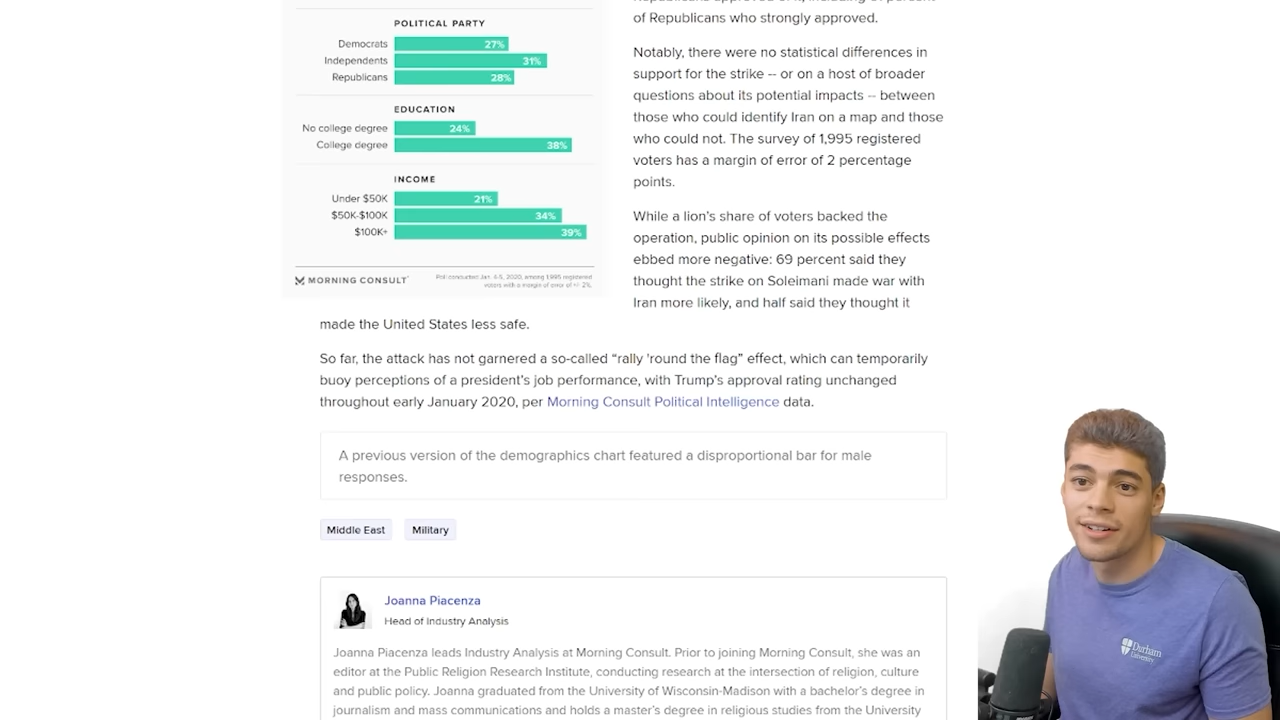 POLITICAL PARTY
Democrats 27%
Independents 31%
Republicans 28%
EDUCATION
No college degree 24%
College degree 38%
INCOME
Under $50K 21%
$50K-$100K 34%
$100K+ 39%
MORNING CONSULT
Poll conducted Jan. 4-5, 2020, among 1,995 registered
voters with a margin of error of +/- 2%.
of Republicans who strongly approved.
Notably, there were no statistical differences in
support for the strike -- or on a host of broader
questions about its potential impacts -- between
those who could identify Iran on a map and those
who could not. The survey of 1,995 registered
voters has a margin of error of 2 percentage
points.
While a lion's share of voters backed the
operation, public opinion on its possible effects
ebbed more negative: 69 percent said they
thought the strike on Soleimani made war with
Iran more likely, and half said they thought it
made the United States less safe.
So far, the attack has not garnered a so-called “rally 'round the flag” effect, which can temporarily
buoy perceptions of a president's job performance, with Trump's approval rating unchanged
throughout early January 2020, per Morning Consult Political Intelligence data.
A previous version of the demographics chart featured a disproportional bar for male
responses.
Middle East
Military
Joanna Piacenza
Head of Industry Analysis
Joanna Piacenza leads Industry Analysis at Morning Consult. Prior to joining Morning Consult, she was an
editor at the Public Religion Research Institute, conducting research at the intersection of religion, culture
and public policy. Joanna graduated from the University of Wisconsin-Madison with a bachelor's degree in
journalism and mass communications and holds a master's degree in religious studies from the University
Durham
University